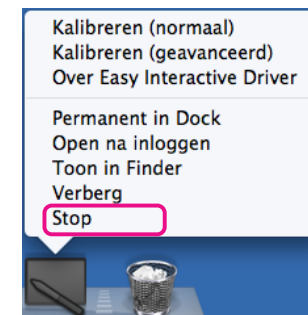 Kalibreren (normaal)
Kalibreren (geavanceerd)
Over Easy Interactive Driver
Permanent in Dock
Open na inloggen
Toon in Finder
Verberg
Stop